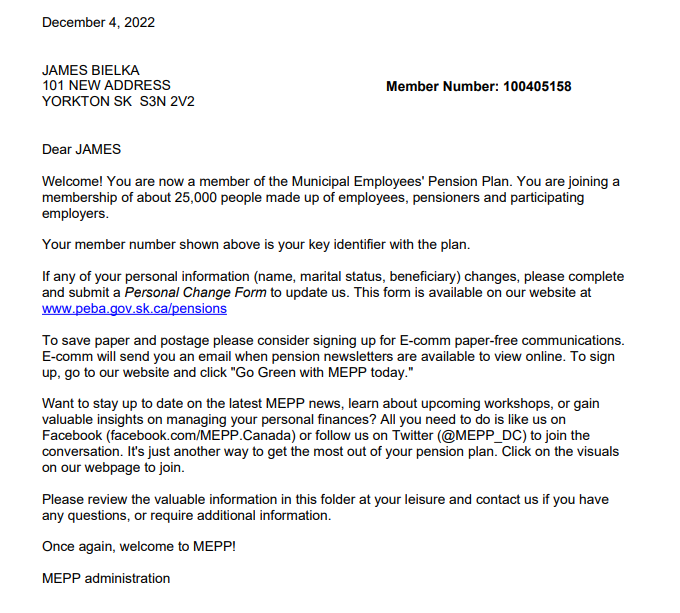 December 4, 2022
JAMES BIELKA
101 NEW ADDRESS
Member Number: 100405158
YORKTON SK  S3N 2V2
Dear JAMES
Welcome! You are now a member of the Municipal Employees' Pension Plan. You are joining a
membership of about 25,000 people made up of employees, pensioners and participating
employers.
Your member number shown above is your key identifier with the plan.
If any of your personal information (name, marital status, beneficiary) changes, please complete
and submit a Personal Change Form to update us. This form is available on our website at
www.peba.gov.sk.ca/pensions
To save paper and postage please consider signing up for E-comm paper-free communications.
E-comm will send you an email when pension newsletters are available to view online. To sign
up, go to our website and click "Go Green with MEPP today."
Want to stay up to date on the latest MEPP news, learn about upcoming workshops, or gain
valuable insights on managing your personal finances? All you need to do is like us on
Facebook (facebook.com/MEPP.Canada) or follow us on Twitter (@MEPP_DC) to join the
conversation. It's just another way to get the most out of your pension plan. Click on the visuals
on our webpage to join.
Please review the valuable information in this folder at your leisure and contact us if you have
any questions, or require additional information.
Once again, welcome to MEPP!
MEPP administration